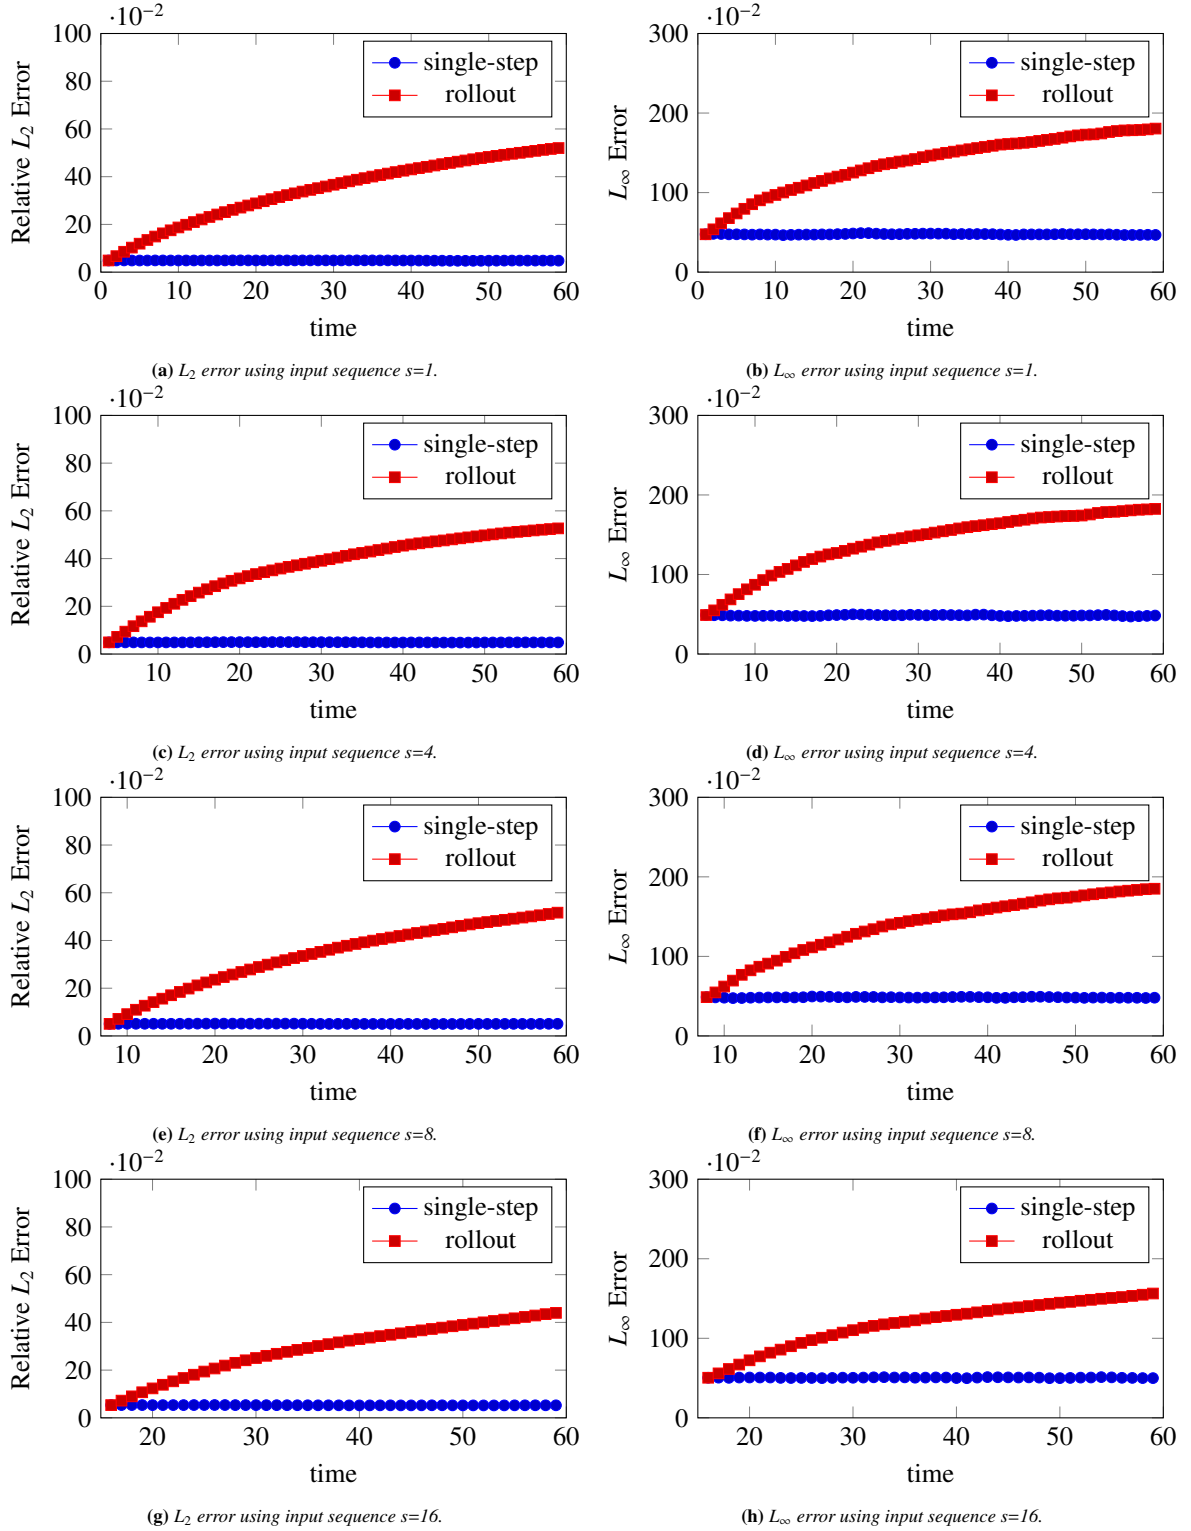 ·10−2
100
80
60
40
20
0
Relative L2 Error
single-step
rollout
0 10 20 30 40 50 60
time
(a) L2 error using input sequence s=1.
·10−2
300
200
100
0
L∞ Error
single-step
rollout
0 10 20 30 40 50 60
time
(b) L∞ error using input sequence s=1.
·10−2
100
80
60
40
20
0
Relative L2 Error
single-step
rollout
10 20 30 40 50 60
time
(c) L2 error using input sequence s=4.
·10−2
300
200
100
0
L∞ Error
single-step
rollout
10 20 30 40 50 60
time
(d) L∞ error using input sequence s=4.
·10−2
100
80
60
40
20
0
Relative L2 Error
single-step
rollout
10 20 30 40 50 60
time
(e) L2 error using input sequence s=8.
·10−2
300
200
100
0
L∞ Error
single-step
rollout
10 20 30 40 50 60
time
(f) L∞ error using input sequence s=8.
·10−2
100
80
60
40
20
0
Relative L2 Error
single-step
rollout
20 30 40 50 60
time
(g) L2 error using input sequence s=16.
·10−2
300
200
100
0
L∞ Error
single-step
rollout
20 30 40 50 60
time
(h) L∞ error using input sequence s=16.